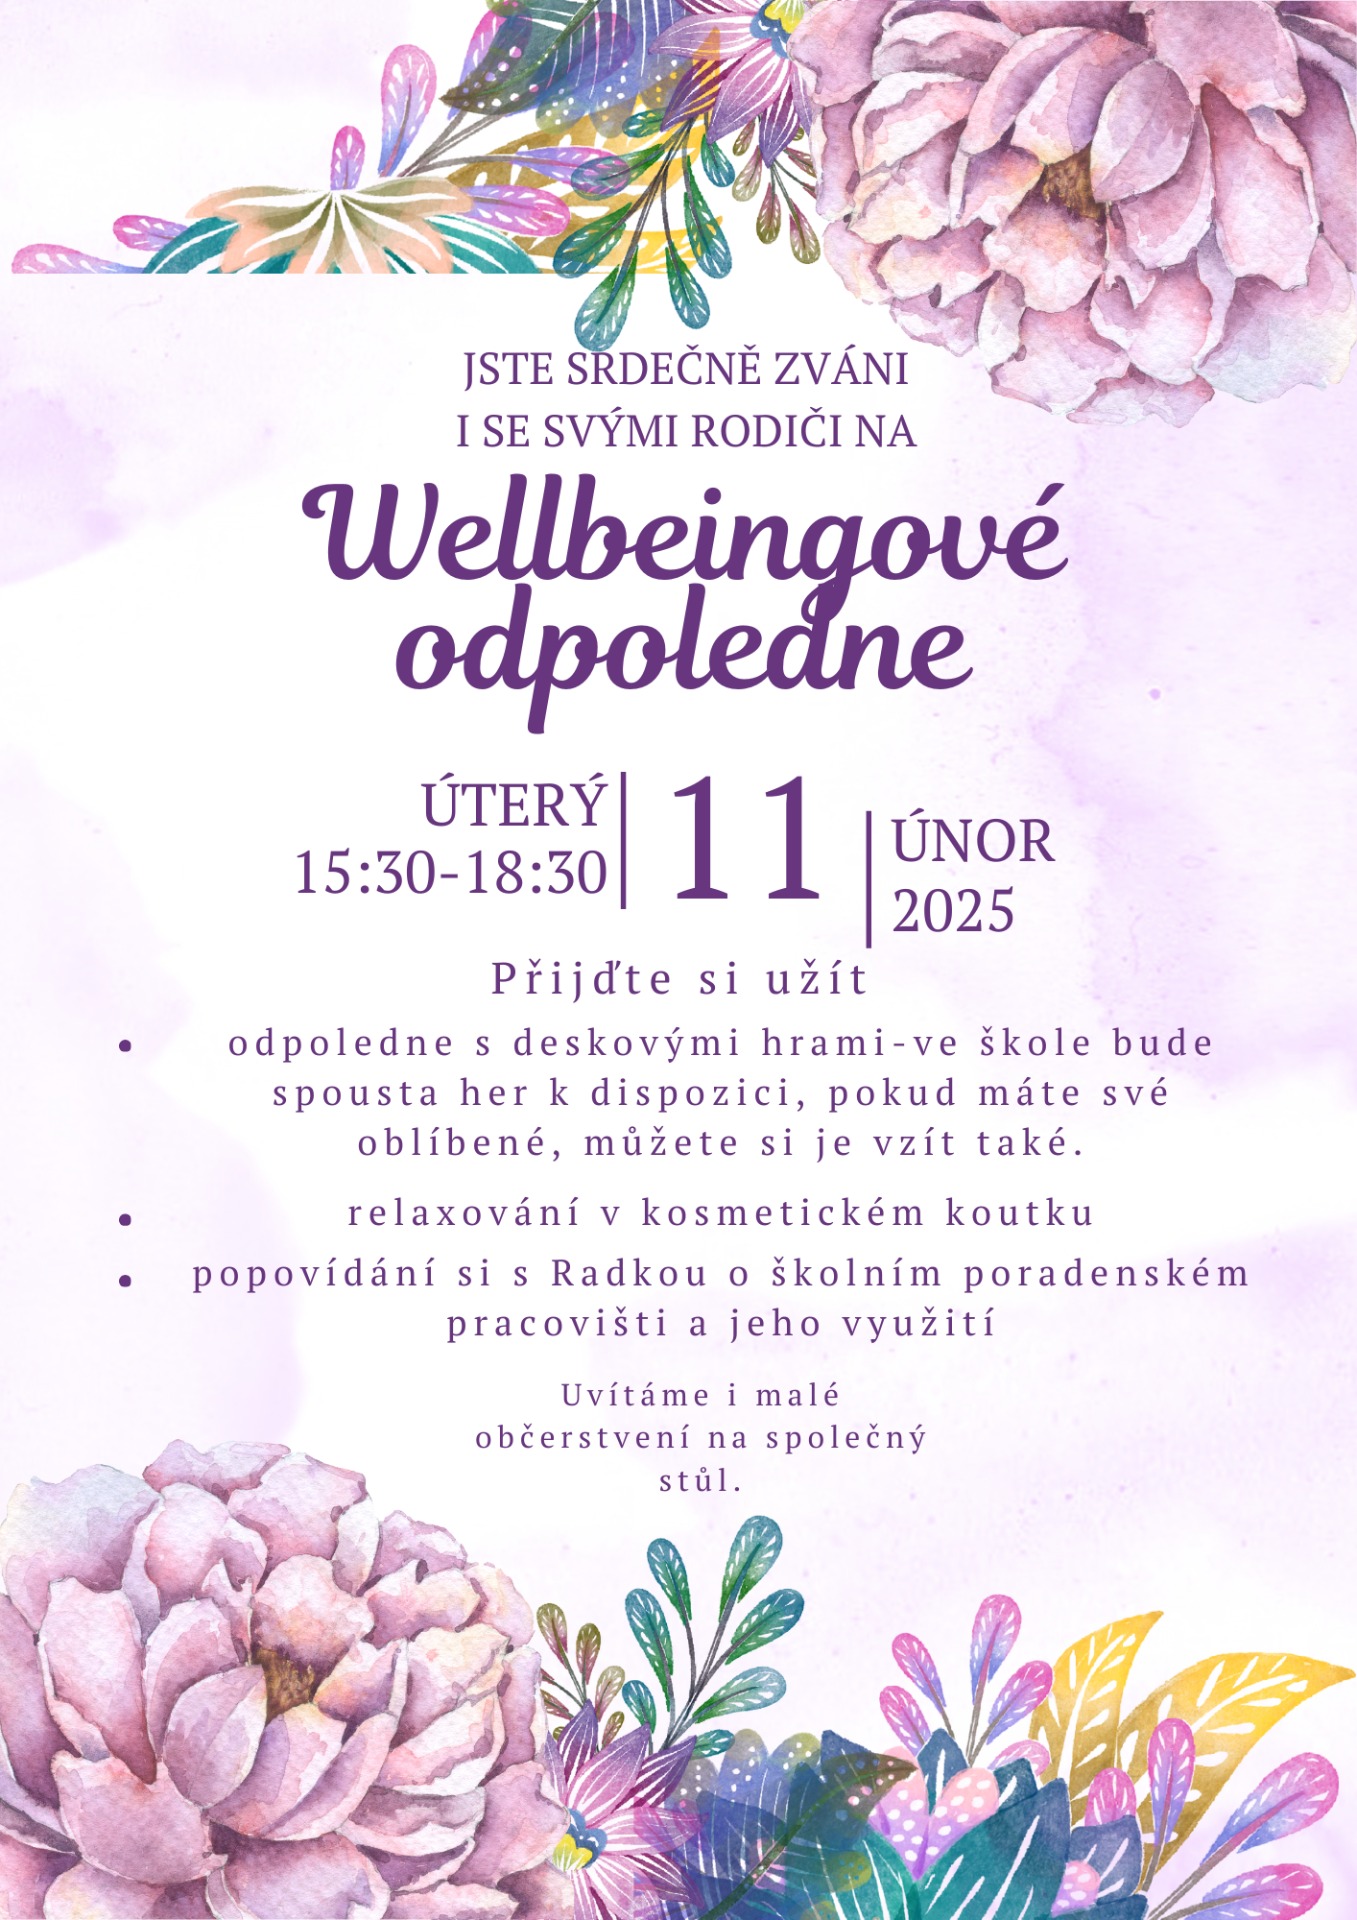 JSTE SRDEČNĚ ZVÁNI
I SE SVÝMI RODIČI NA
Wellbeingové
odpoledne
ÚTERÝ
15:30-18:30
11
ÚNOR
2025
Přijďte si užít
• odpoledne s deskovými hrami-ve škole bude
spousta her k dispozici, pokud máte své
oblíbené, můžete si je vzít také.
• relaxování v kosmetickém koutku
• popovídání si s Radkou o školním poradenském
pracovišti a jeho využití
Uvítáme i malé
občerstvení na společný
stůl.